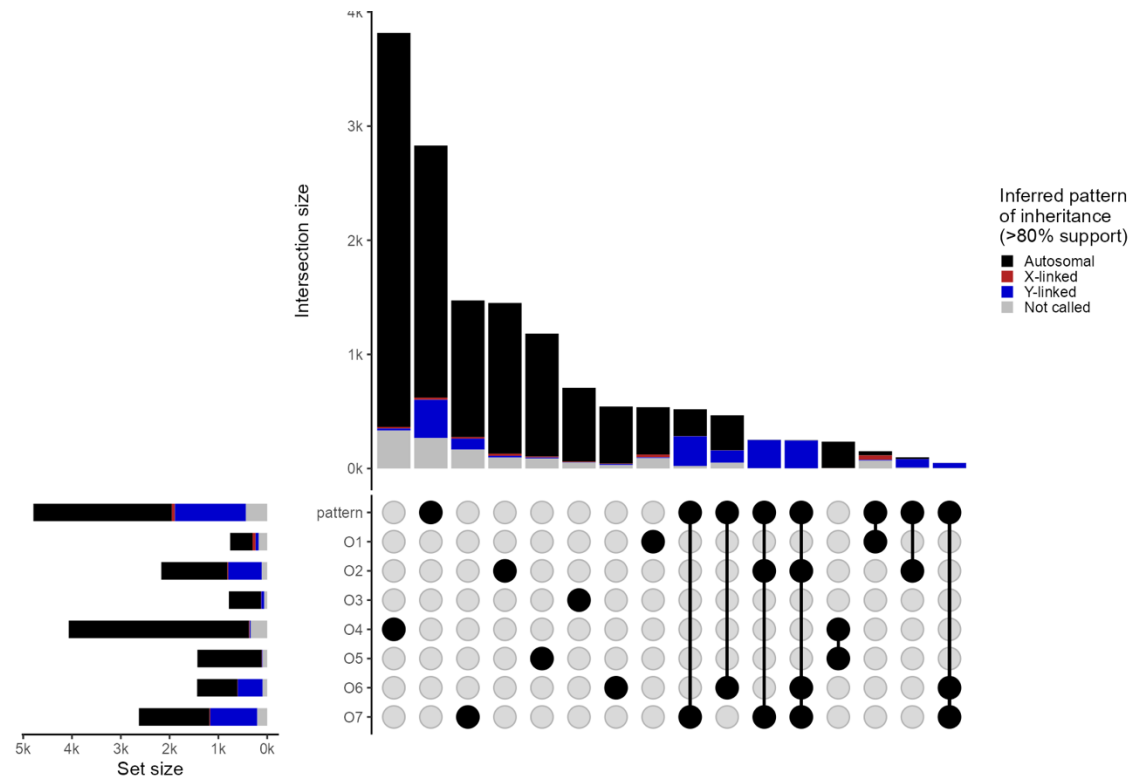 4k
3k
2k
1k
0k
Intersection size
Inferred pattern
of inheritance
(>80% support)
Autosomal
X-linked
Y-linked
Not called
pattern
O1
O2
O3
O4
O5
O6
O7
5k 4k 3k 2k 1k 0k
Set size